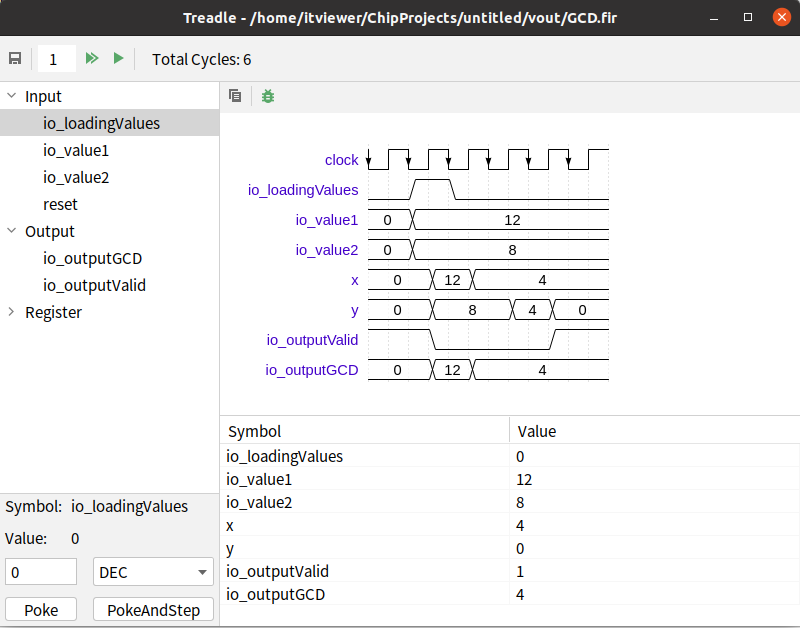 Treadle - /home/itviewer/ChipProjects/untitled/vout/GCD.fir
1 Total Cycles: 6
Input
io_loadingValues
io_value1
io_value2
reset
Output
io_outputGCD
io_outputValid
Register
clock
io_loadingValues
io_value1 0 12
io_value2 0 8
x 0 12 4
y 0 8 4 0
io_outputValid
io_outputGCD 0 12 4
Symbol Value
io_loadingValues 0
io_value1 12
io_value2 8
x 4
y 0
io_outputValid 1
io_outputGCD 4
Symbol: io_loadingValues
Value: 0
0 DEC
Poke PokeAndStep